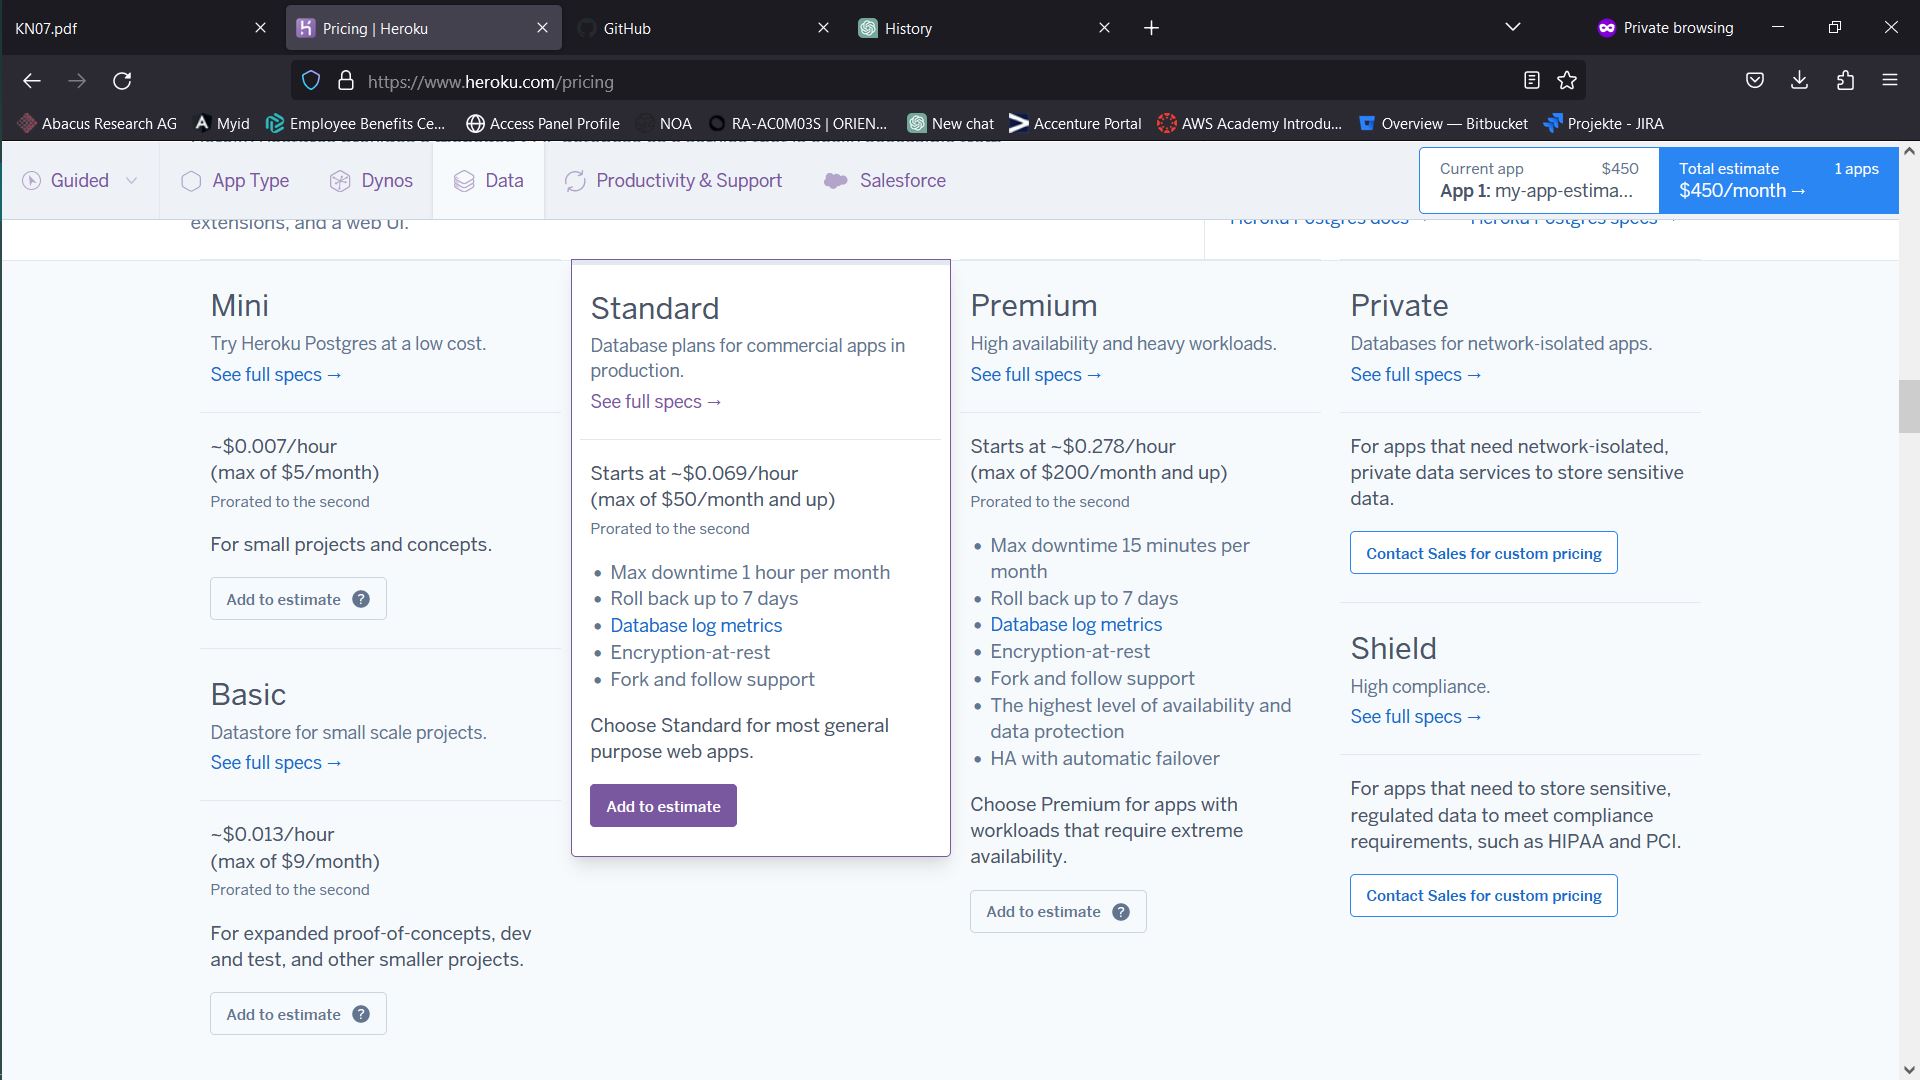 KN07.pdf
Pricing | Heroku
GitHub
History
Private browsing
https://www.heroku.com/pricing
Abacus Research AG
Myid
Employee Benefits Ce...
Access Panel Profile
NOA
RA-AC0M03S | ORIEN...
New chat
Accenture Portal
AWS Academy Introdu...
Overview — Bitbucket
Projekte - JIRA
Guided
App Type
Dynos
Data
Productivity & Support
Salesforce
Current app $450
App 1: my-app-estima...
Total estimate 1 apps
$450/month →
extensions, and a web UI.
Heroku Postgres docs
Heroku Postgres specs
Mini
Try Heroku Postgres at a low cost.
See full specs →
~$0.007/hour
(max of $5/month)
Prorated to the second
For small projects and concepts.
Add to estimate ?
Basic
Datastore for small scale projects.
See full specs →
~$0.013/hour
(max of $9/month)
Prorated to the second
For expanded proof-of-concepts, dev
and test, and other smaller projects.
Add to estimate ?
Standard
Database plans for commercial apps in
production.
See full specs →
Starts at ~$0.069/hour
(max of $50/month and up)
Prorated to the second
• Max downtime 1 hour per month
• Roll back up to 7 days
• Database log metrics
• Encryption-at-rest
• Fork and follow support
Choose Standard for most general
purpose web apps.
Add to estimate
Premium
High availability and heavy workloads.
See full specs →
Starts at ~$0.278/hour
(max of $200/month and up)
Prorated to the second
• Max downtime 15 minutes per
month
• Roll back up to 7 days
• Database log metrics
• Encryption-at-rest
• Fork and follow support
• The highest level of availability and
data protection
• HA with automatic failover
Choose Premium for apps with
workloads that require extreme
availability.
Add to estimate ?
Private
Databases for network-isolated apps.
See full specs →
For apps that need network-isolated,
private data services to store sensitive
data.
Contact Sales for custom pricing
Shield
High compliance.
See full specs →
For apps that need to store sensitive,
regulated data to meet compliance
requirements, such as HIPAA and PCI.
Contact Sales for custom pricing